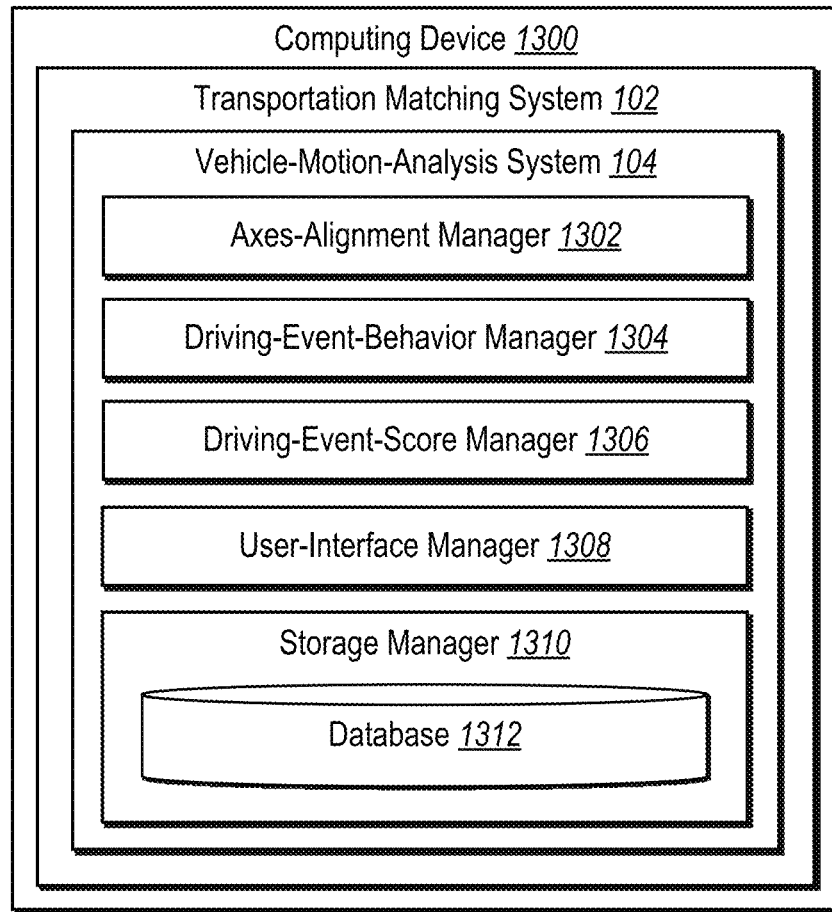 Computing Device 1300
Transportation Matching System 102
Vehicle-Motion-Analysis System 104
Axes-Alignment Manager 1302
Driving-Event-Behavior Manager 1304
Driving-Event-Score Manager 1306
User-Interface Manager 1308
Storage Manager 1310
Database 1312